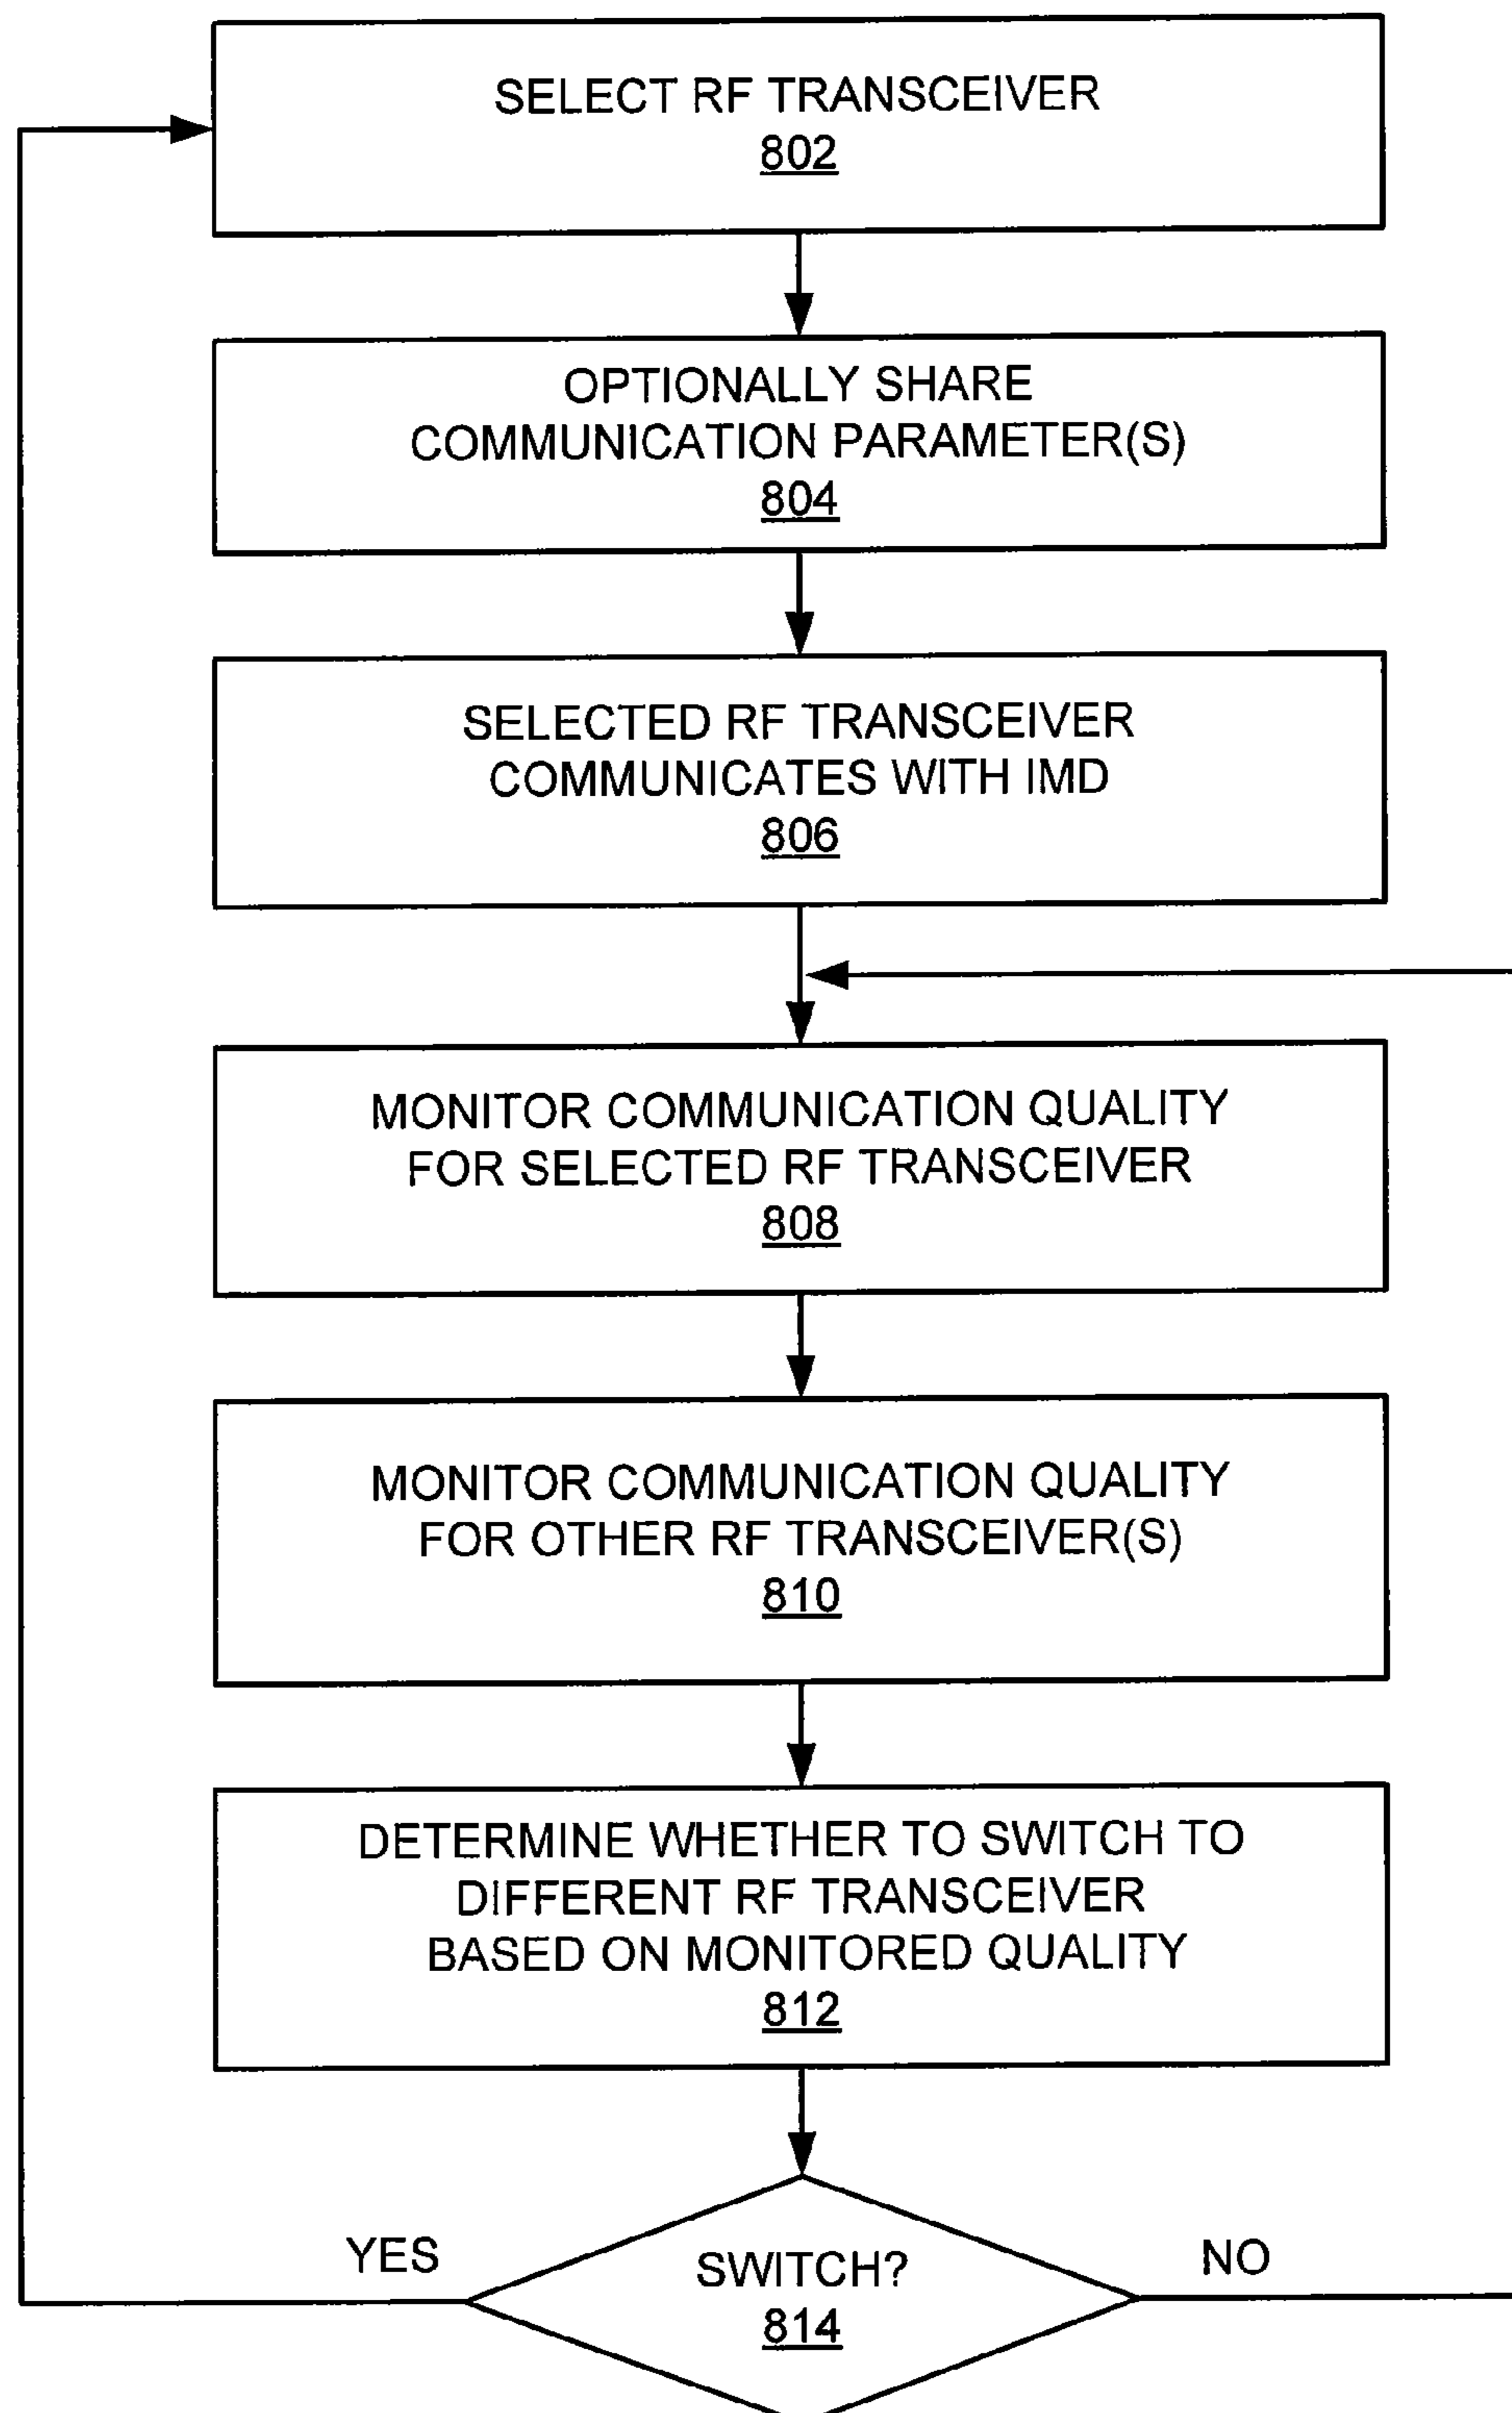 SELECT RF TRANSCEIVER
802
OPTIONALLY SHARE
COMMUNICATION PARAMETER(S)
804
SELECTED RF TRANSCEIVER
COMMUNICATES WITH IMD
806
MONITOR COMMUNICATION QUALITY
FOR SELECTED RF TRANSCEIVER
808
MONITOR COMMUNICATION QUALITY
FOR OTHER RF TRANSCEIVER(S)
810
DETERMINE WHETHER TO SWITCH TO
DIFFERENT RF TRANSCEIVER
BASED ON MONITORED QUALITY
812
YES
SWITCH?
814
NO